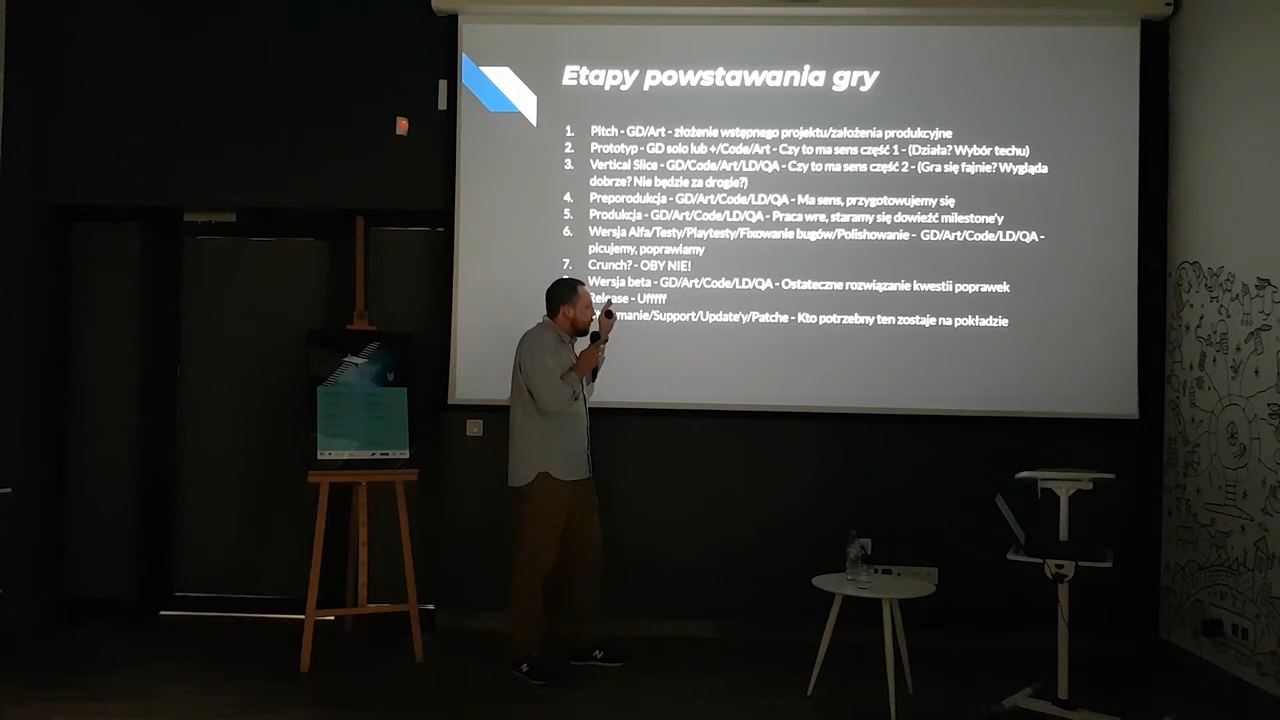 Etapy powstawania gry
1. Pitch - GD/Art - złożenie wstępnego projektu/założenia produkcyjne
2. Prototyp - GD solo lub +/Code/Art - Czy to ma sens część 1 - (Działa? Wybór techu)
3. Vertical Slice - GD/Code/Art/LD/QA - Czy to ma sens część 2 - (Gra się fajnie? Wygląda
dobrze? Nie będzie za drogie?)
4. Preporodukcja - GD/Art/Code/LD/QA - Ma sens, przygotowujemy się
5. Produkcja - GD/Art/Code/LD/QA - Praca wre, staramy się dowieźć milestone'y
6. Wersja Alfa/Testy/Playtesty/Fixowanie bugów/Polishowanie - GD/Art/Code/LD/QA -
picujemy, poprawiamy
7. Crunch? - OBY NIE!
Wersja beta - GD/Art/Code/LD/QA - Ostateczne rozwiązanie kwestii poprawek
Release - Ufffff
/Support/Update'y/Patche - Kto potrzebny ten zostaje na pokładzie
N
N